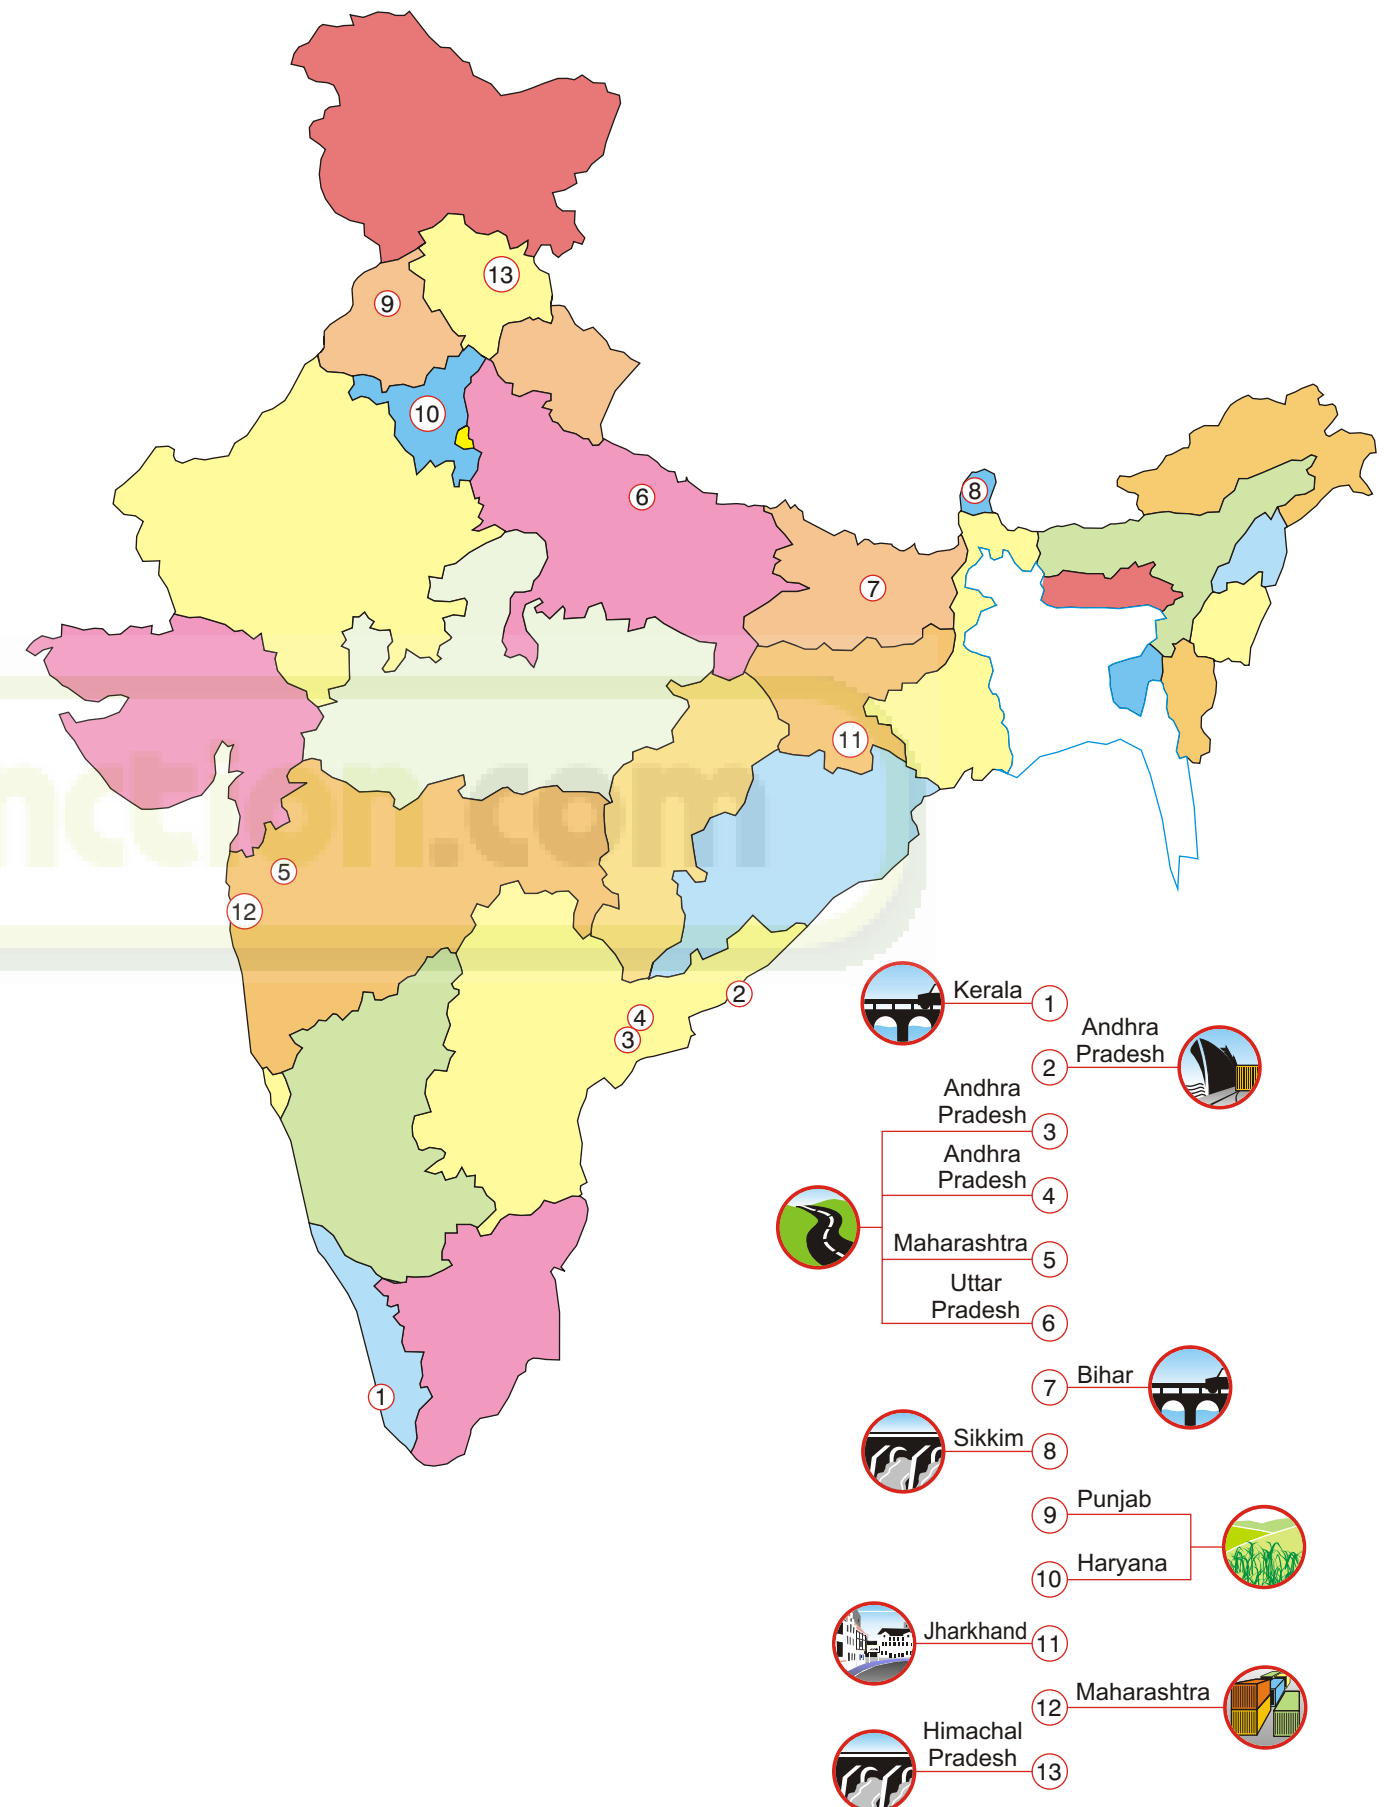 13
9
10
6
8
7
11
5
12
nction.com
2
4
3
1
Kerala 1
Andhra
Pradesh
2
Andhra
Pradesh
3
Andhra
Pradesh
4
Maharashtra
5
Uttar
Pradesh
6
7 Bihar
Sikkim 8
9 Punjab
10 Haryana
Jharkhand 11
12 Maharashtra
Himachal
Pradesh
13